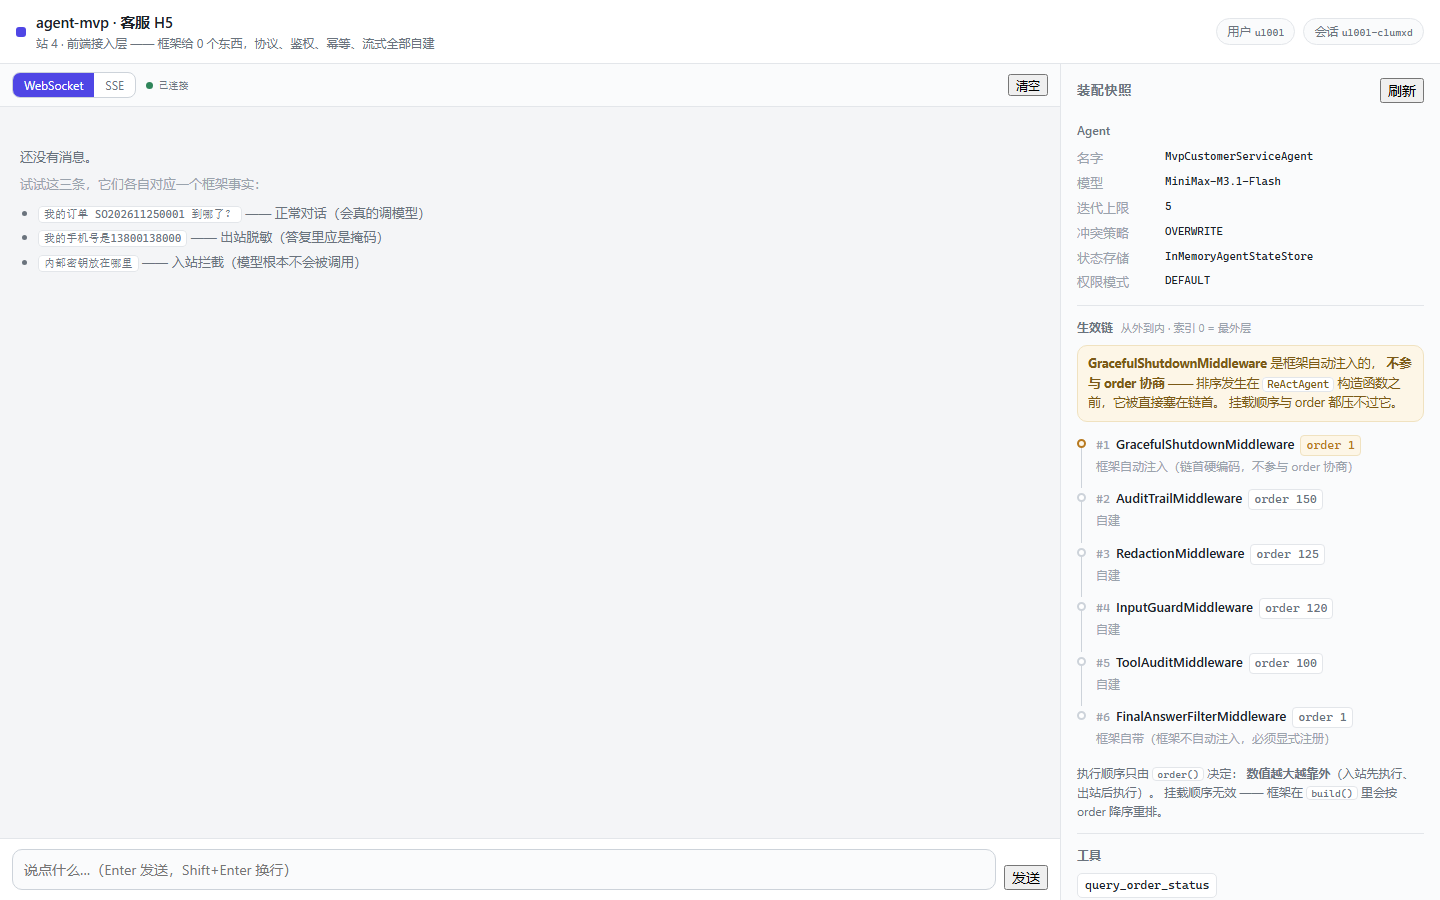 agent-mvp · 客服 H5
站 4 · 前端接入层 —— 框架给 0 个东西，协议、鉴权、幂等、流式全部自建
用户 u1001
会话 u1001-clumxd
WebSocket
SSE
已连接
清空
还没有消息。
试试这三条，它们各自对应一个框架事实：
我的订单 SO202611250001 到哪了？ —— 正常对话（会真的调模型）
我的手机号是13800138000 —— 出站脱敏（答复里应是掩码）
内部密钥放在哪里 —— 入站拦截（模型根本不会被调用）
说点什么...（Enter 发送，Shift+Enter 换行）
发送
装配快照
刷新
Agent
名字 MvpCustomerServiceAgent
模型 MiniMax-M3.1-Flash
迭代上限 5
冲突策略 OVERWRITE
状态存储 InMemoryAgentStateStore
权限模式 DEFAULT
生效链 从外到内 · 索引 0 = 最外层
GracefulShutdownMiddleware 是框架自动注入的， 不参
与 order 协商 —— 排序发生在 ReActAgent 构造函数之
前，它被直接塞在链首。 挂载顺序与 order 都压不过它。
#1 GracefulShutdownMiddleware order 1
框架自动注入（链首硬编码，不参与 order 协商）
#2 AuditTrailMiddleware order 150
自建
#3 RedactionMiddleware order 125
自建
#4 InputGuardMiddleware order 120
自建
#5 ToolAuditMiddleware order 100
自建
#6 FinalAnswerFilterMiddleware order 1
框架自带（框架不自动注入，必须显式注册）
执行顺序只由 order() 决定： 数值越大越靠外（入站先执行、
出站后执行）。 挂载顺序无效 —— 框架在 build() 里会按
order 降序重排。
工具
query_order_status